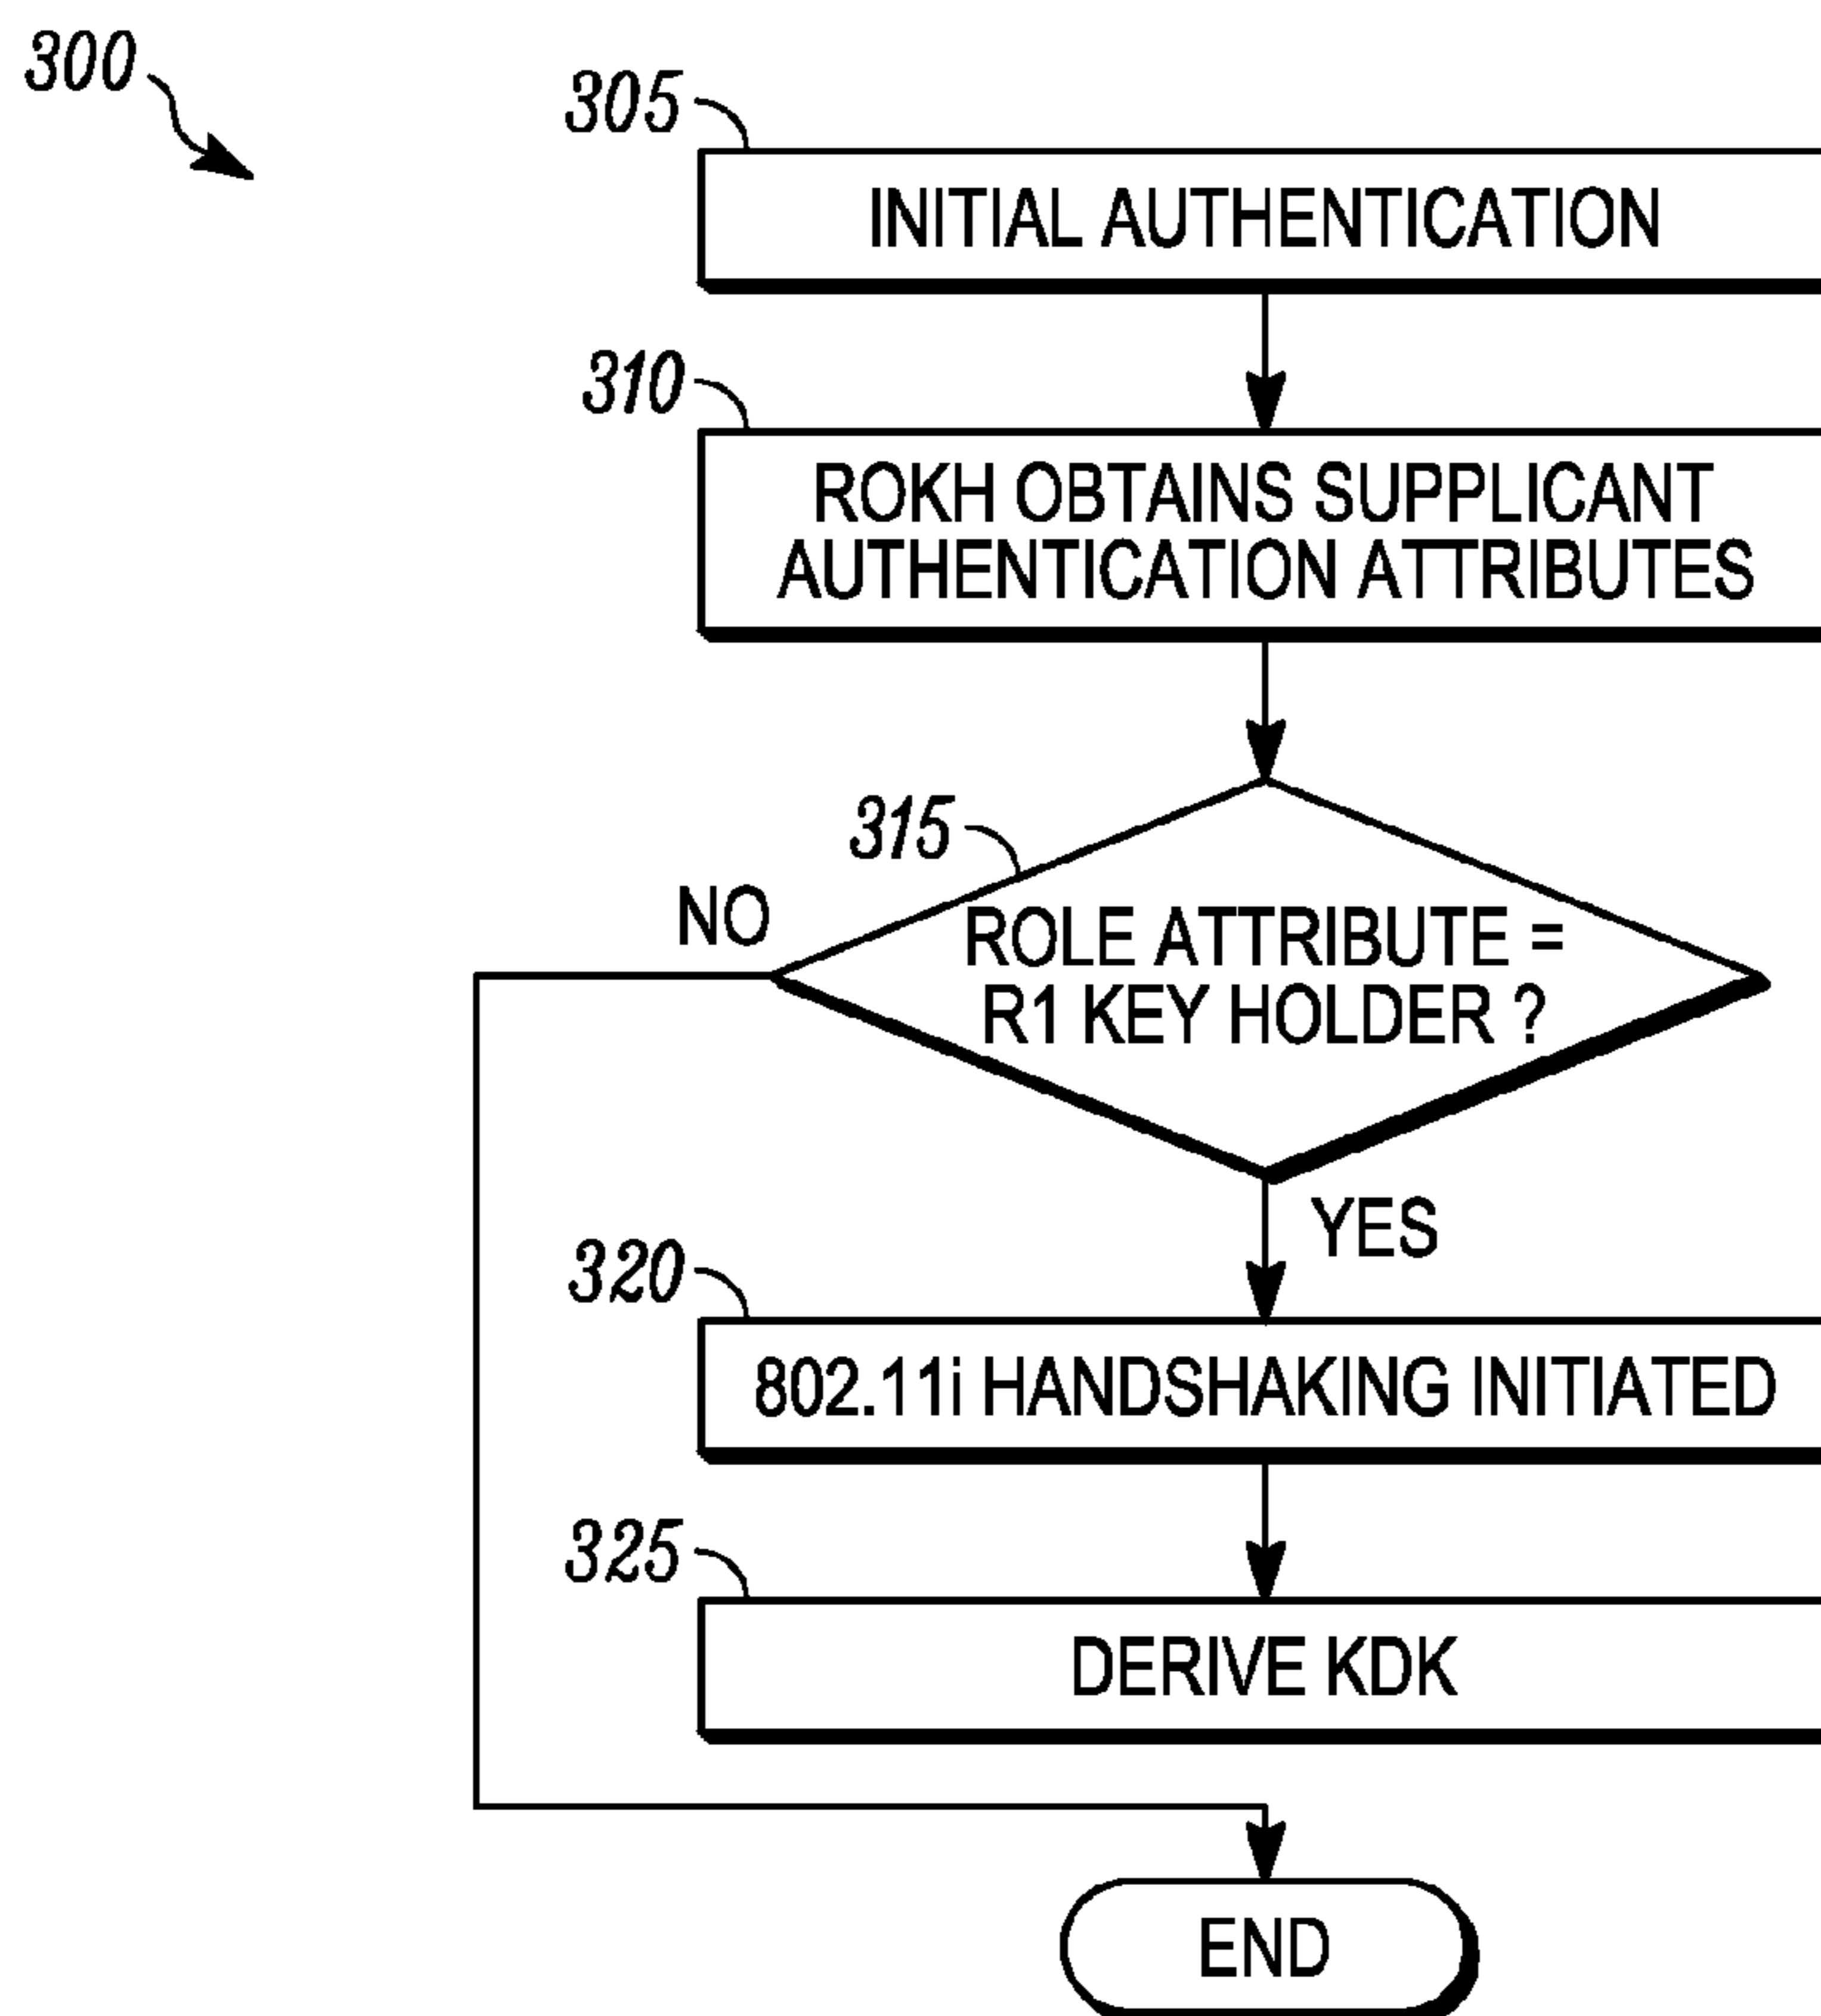 300
305
INITIAL AUTHENTICATION
310
ROKH OBTAINS SUPPLICANT
AUTHENTICATION ATTRIBUTES
315
NO
ROLE ATTRIBUTE =
R1 KEY HOLDER ?
YES
320
802.11i HANDSHAKING INITIATED
325
DERIVE KDK
END